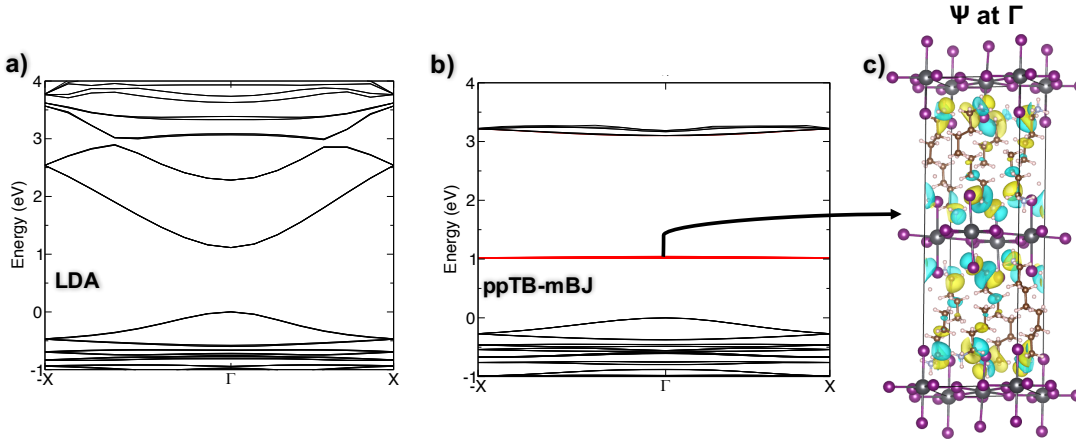 Ψ at Γ
a)
b)
c)
4
3
2
1
0
-1
Energy (eV)
LDA
-X
Γ
X
4
3
2
1
0
-1
Energy (eV)
ppTB-mBJ
-X
Γ
X